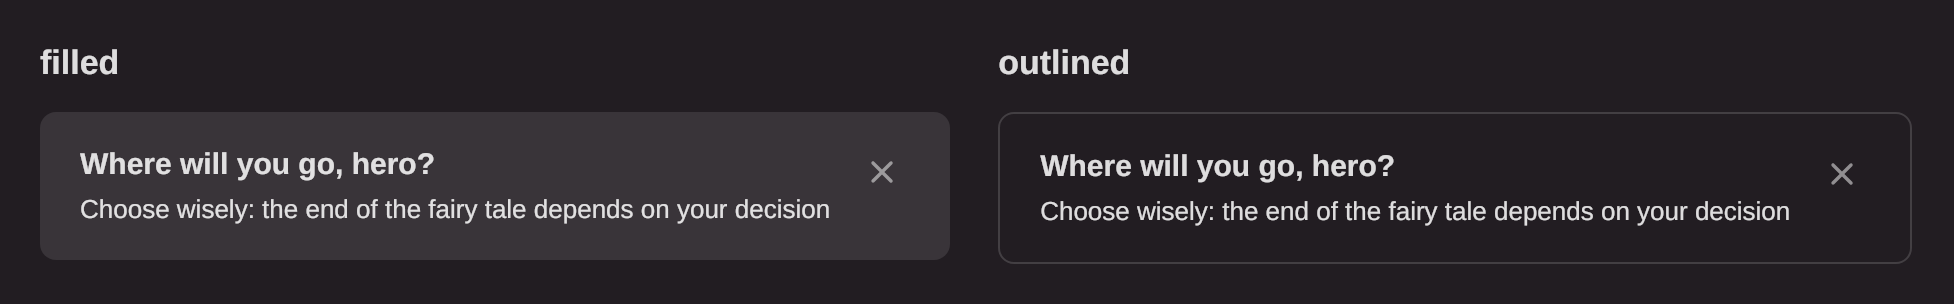 filled
Where will you go, hero?
Choose wisely: the end of the fairy tale depends on your decision
outlined
Where will you go, hero?
Choose wisely: the end of the fairy tale depends on your decision